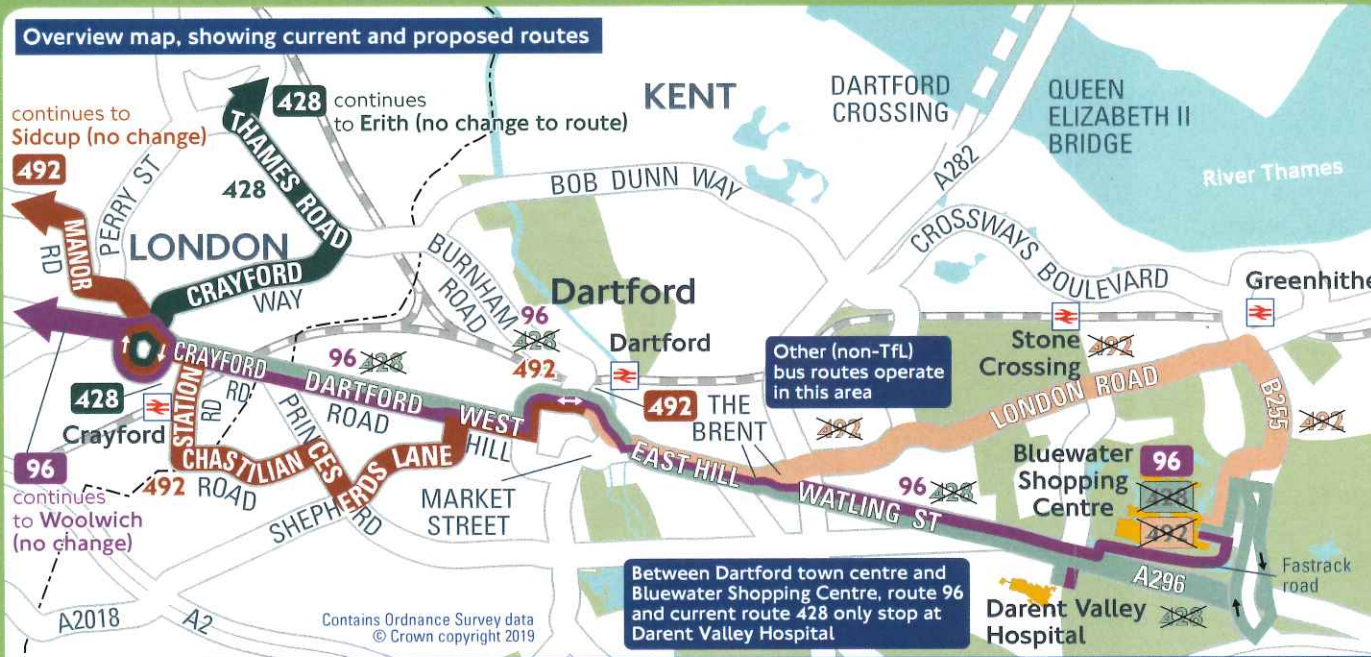 Overview map, showing current and proposed routes
continues to
Sidcup (no change)
492
428
continues
to Erith (no change to route)
KENT
DARTFORD
CROSSING
QUEEN
ELIZABETH II
BRIDGE
River Thames
A282
PERRY ST
428
THAMES ROAD
BOB DUNN WAY
MANOR
RD
LONDON
CRAYFORD
WAY
BURNHAM
ROAD
CROSSWAYS BOULEVARD
Greenhithe
Dartford
96
428
492
Dartford
Other (non-TfL)
bus routes operate
in this area
Stone
Crossing
492
LONDON ROAD
B255
492
CRAYFORD
RD
96 428
DARTFORD
ROAD
WEST
HILL
492
THE
BRENT
492
428
Crayford
STATION
RD
PRINCES
RD
CHASTILIAN
ROAD
492
SHEPHERDS LANE
MARKET
STREET
EAST HILL
96 428
WATLING ST
Bluewater
Shopping
Centre
96
428
492
96
continues
to Woolwich
(no change)
Fastrack
road
A296
Between Dartford town centre and
Bluewater Shopping Centre, route 96
and current route 428 only stop at
Darent Valley Hospital
Darent Valley
Hospital
428
A2018
A2
Contains Ordnance Survey data
© Crown copyright 2019